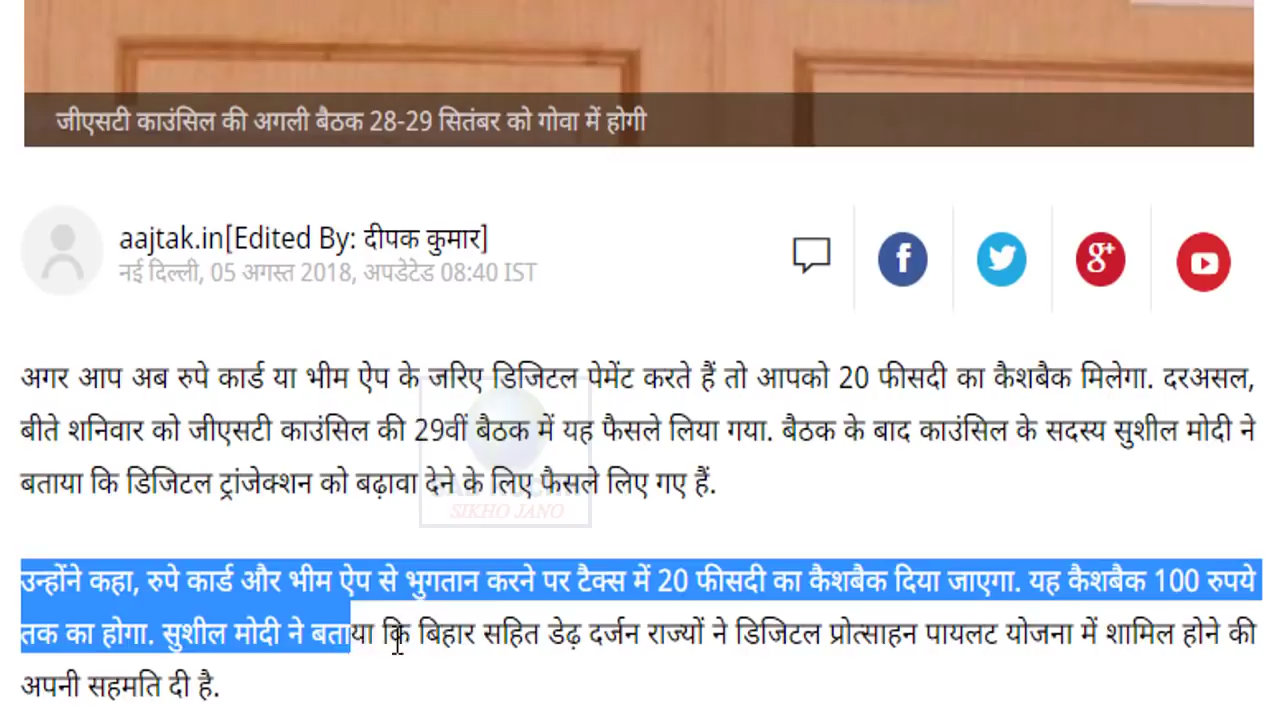 जीएसटी काउंसिल की अगली बैठक 28-29 सितंबर को गोवा में होगी
aajtak.in[Edited By: दीपक कुमार]
नई दिल्ली, 05 अगस्त 2018, अपडेटेड 08:40 IST
अगर आप अब रुपे कार्ड या भीम ऐप के जरिए डिजिटल पेमेंट करते हैं तो आपको 20 फीसदी का कैशबैक मिलेगा. दरअसल,
बीते शनिवार को जीएसटी काउंसिल की 29वीं बैठक में यह फैसले लिया गया. बैठक के बाद काउंसिल के सदस्य सुशील मोदी ने
बताया कि डिजिटल ट्रांजेक्शन को बढ़ावा देने के लिए फैसले लिए गए हैं.
SIKHO JANO
उन्होंने कहा, रुपे कार्ड और भीम ऐप से भुगतान करने पर टैक्स में 20 फीसदी का कैशबैक दिया जाएगा. यह कैशबैक 100 रुपये
तक का होगा. सुशील मोदी ने बताया कि बिहार सहित डेढ़ दर्जन राज्यों ने डिजिटल प्रोत्साहन पायलट योजना में शामिल होने की
अपनी सहमति दी है.